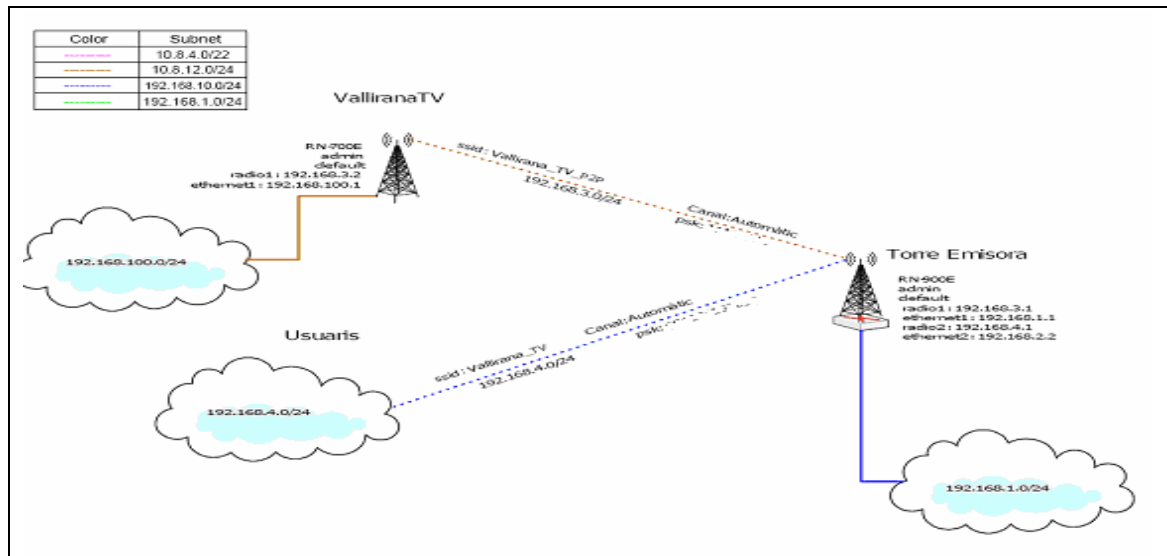 Color Subnet
10.8.4.0/22
10.8.12.0/24
192.168.10.0/24
192.168.1.0/24
ValliranaTV
RN-700E
admin
default
radio1 : 192.168.3.2
ethernet1 : 192.168.100.1
ssid: Vallirana_TV_P2P
192.168.3.0/24
Canal:Automàtic
psk:
192.168.100.0/24
Torre Emisora
RN-900E
admin
default
radio1 : 192.168.3.1
ethernet1 : 192.168.1.1
radio2 : 192.168.4.1
ethernet2 : 192.168.2.2
Usuaris
Canal:Automàtic
psk:
ssid: Vallirana_TV
192.168.4.0/24
192.168.4.0/24
192.168.1.0/24